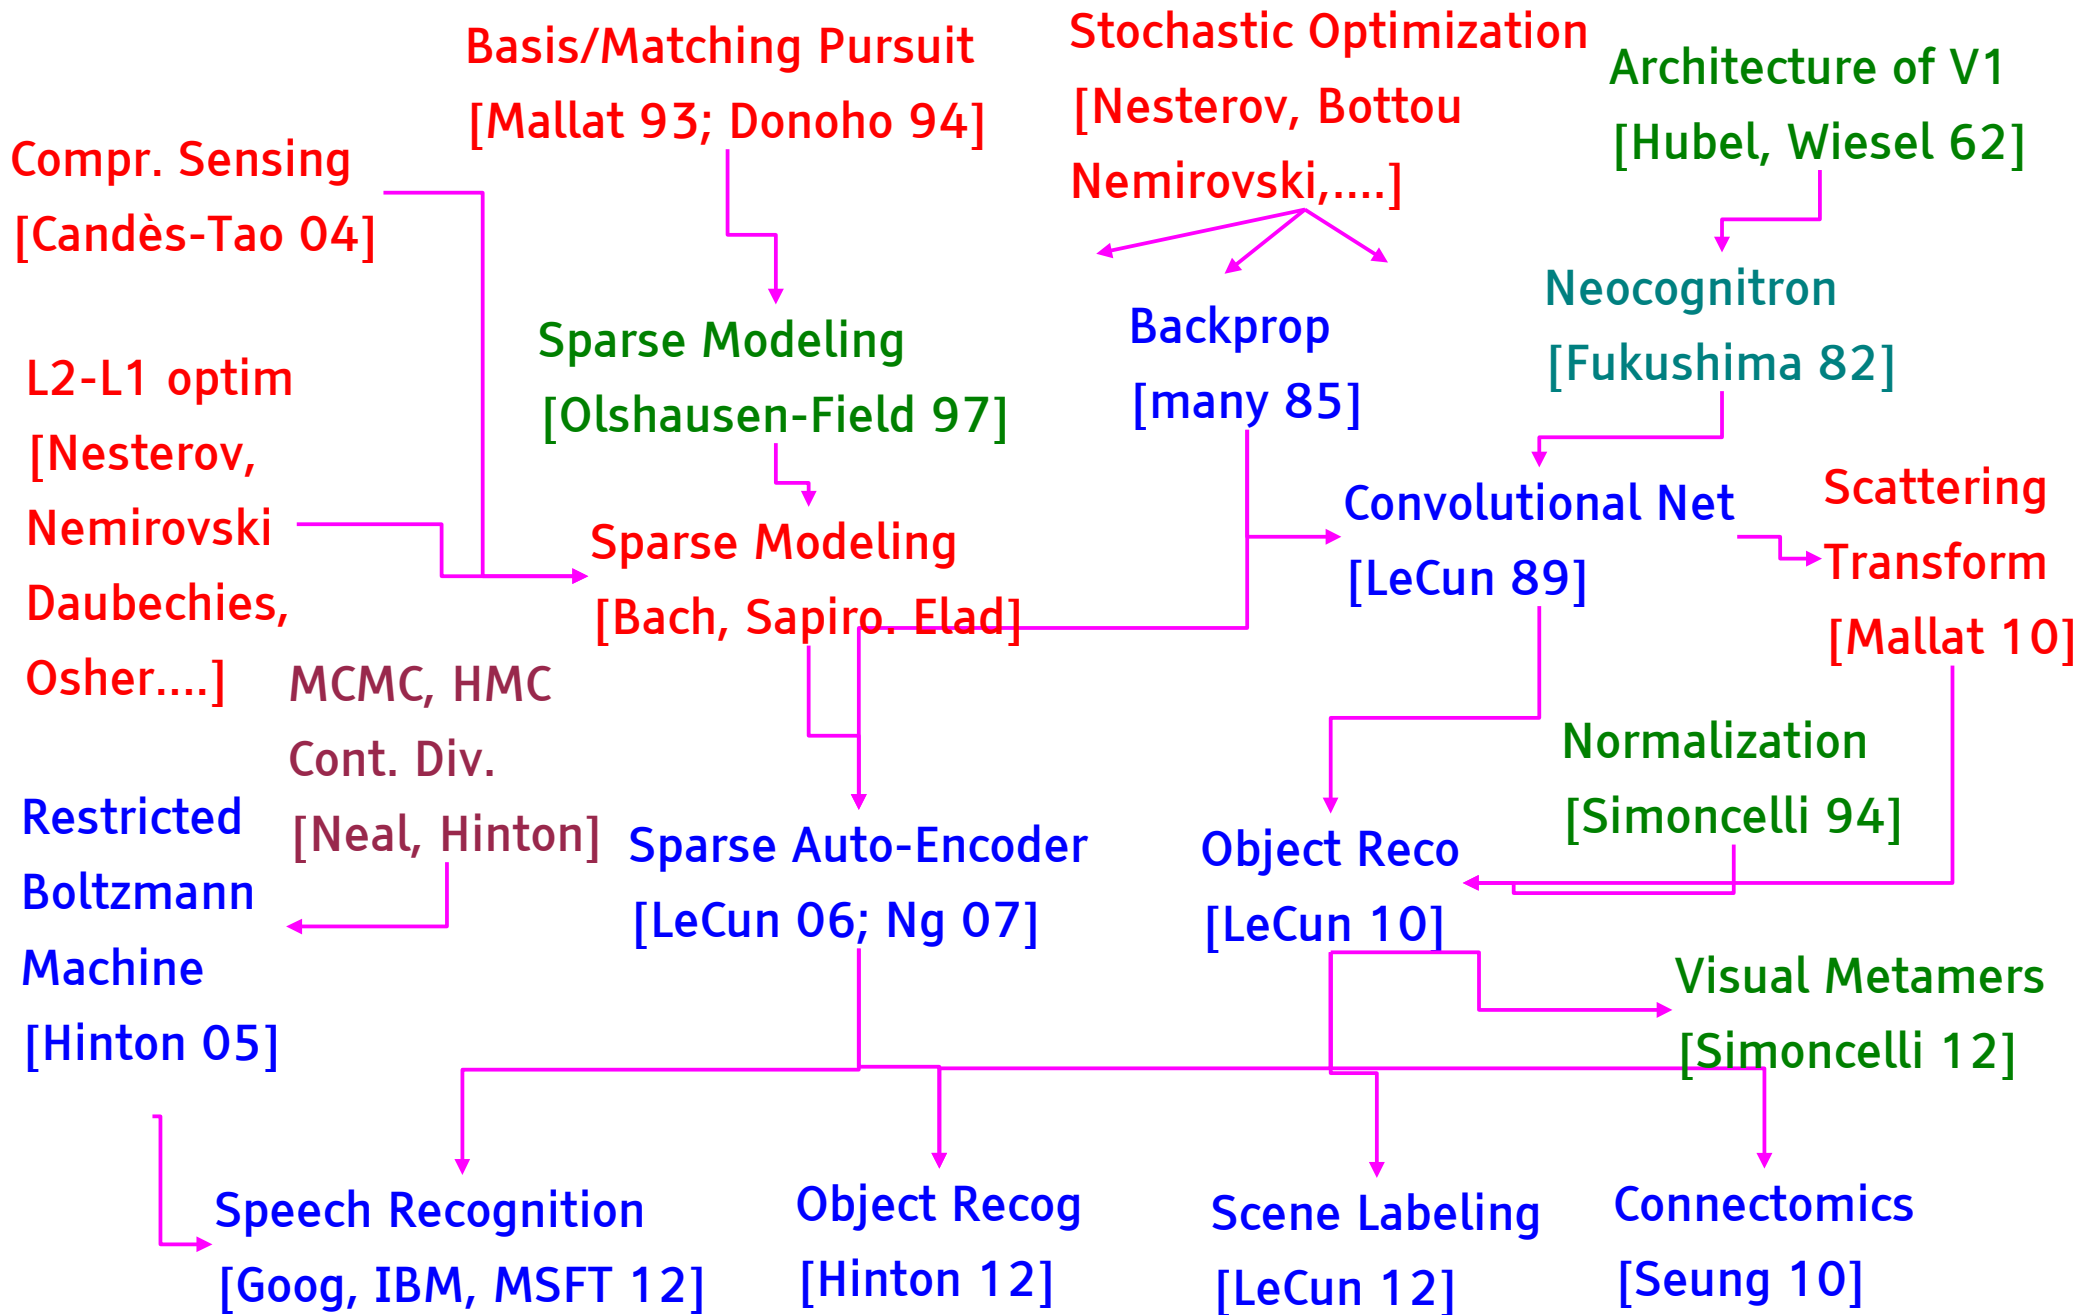 Basis/Matching Pursuit
[Mallat 93; Donoho 94]
Stochastic Optimization
[Nesterov, Bottou
Nemirovski,....]
Architecture of V1
[Hubel, Wiesel 62]
Compr. Sensing
[Candès-Tao 04]
Neocognitron
[Fukushima 82]
Sparse Modeling
[Olshausen-Field 97]
Backprop
[many 85]
L2-L1 optim
[Nesterov,
Nemirovski
Daubechies,
Osher....]
Sparse Modeling
[Bach, Sapiro. Elad]
Convolutional Net
[LeCun 89]
Scattering
Transform
[Mallat 10]
MCMC, HMC
Cont. Div.
[Neal, Hinton]
Normalization
[Simoncelli 94]
Restricted
Boltzmann
Machine
[Hinton 05]
Sparse Auto-Encoder
[LeCun 06; Ng 07]
Object Reco
[LeCun 10]
Visual Metamers
[Simoncelli 12]
Speech Recognition
[Goog, IBM, MSFT 12]
Object Recog
[Hinton 12]
Scene Labeling
[LeCun 12]
Connectomics
[Seung 10]